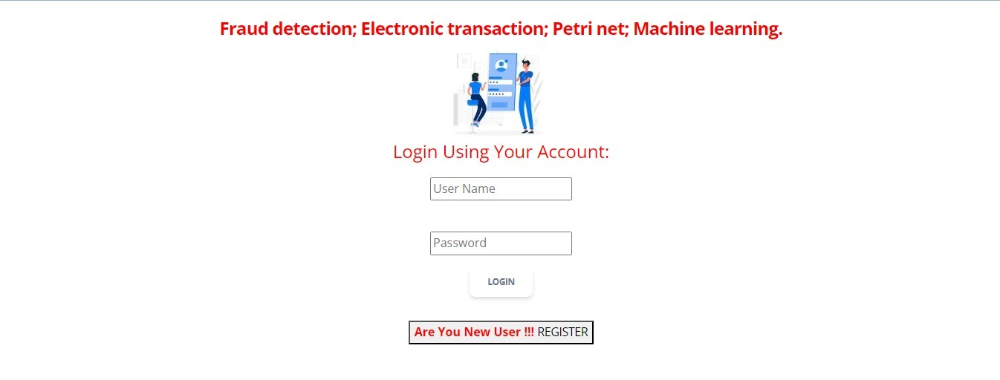 Fraud detection; Electronic transaction; Petri net; Machine learning.
Login Using Your Account:
User Name
Password
LOGIN
Are You New User !!! REGISTER